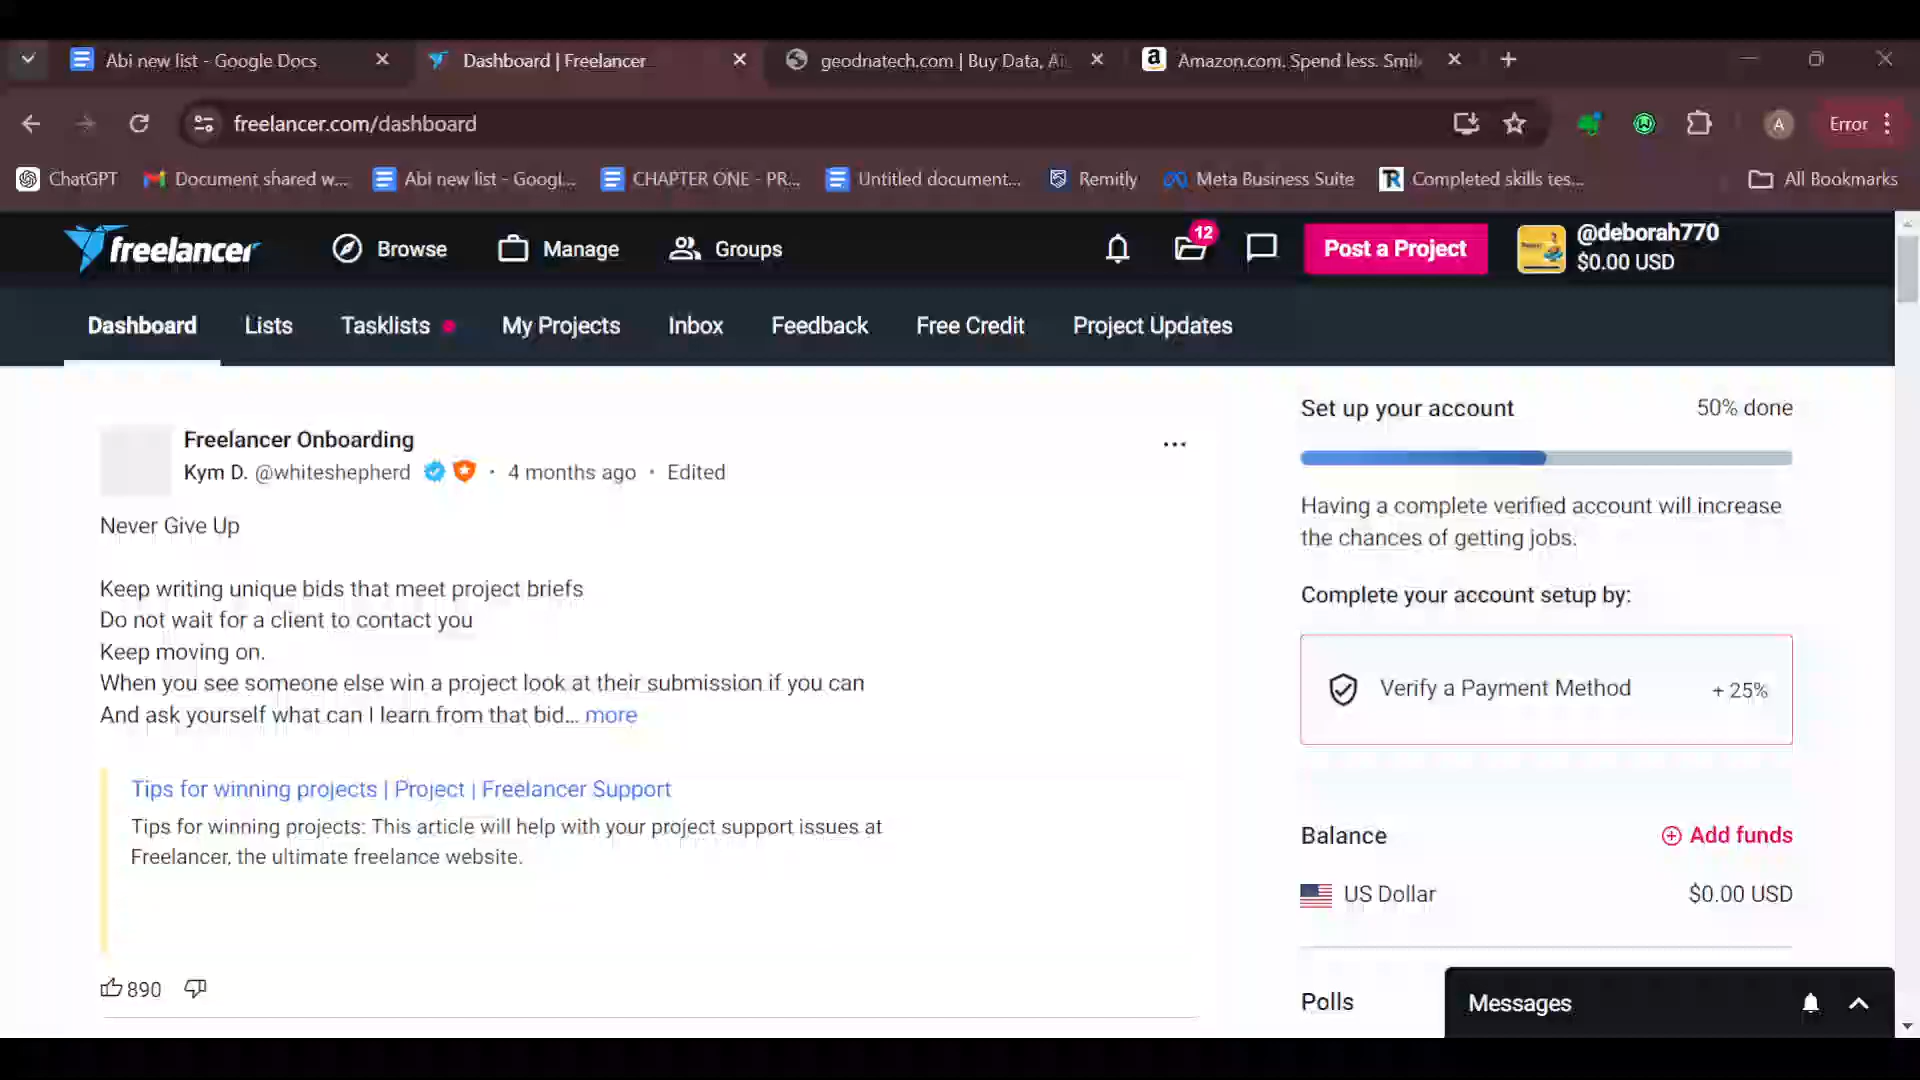 Abi new list - Google Docs
Dashboard | Freelancer
geodnatech.com | Buy Data, Ai
Amazon.com. Spend less. Smil
freelancer.com/dashboard
A
Error
ChatGPT
Document shared w...
Abi new list - Googl...
CHAPTER ONE - PR...
Untitled document...
Remitly
Meta Business Suite
Completed skills tes...
All Bookmarks
freelancer
Browse
Manage
Groups
12
Post a Project
@deborah770
$0.00 USD
Dashboard
Lists
Tasklists
My Projects
Inbox
Feedback
Free Credit
Project Updates
Freelancer Onboarding
Kym D. @whiteshepherd · 4 months ago · Edited
Never Give Up
Keep writing unique bids that meet project briefs
Do not wait for a client to contact you
Keep moving on.
When you see someone else win a project look at their submission if you can
And ask yourself what can I learn from that bid... more
Tips for winning projects | Project | Freelancer Support
Tips for winning projects: This article will help with your project support issues at
Freelancer, the ultimate freelance website.
890
Set up your account
50% done
Having a complete verified account will increase
the chances of getting jobs.
Complete your account setup by:
Verify a Payment Method
+ 25%
Balance
Add funds
US Dollar
$0.00 USD
Polls
Messages